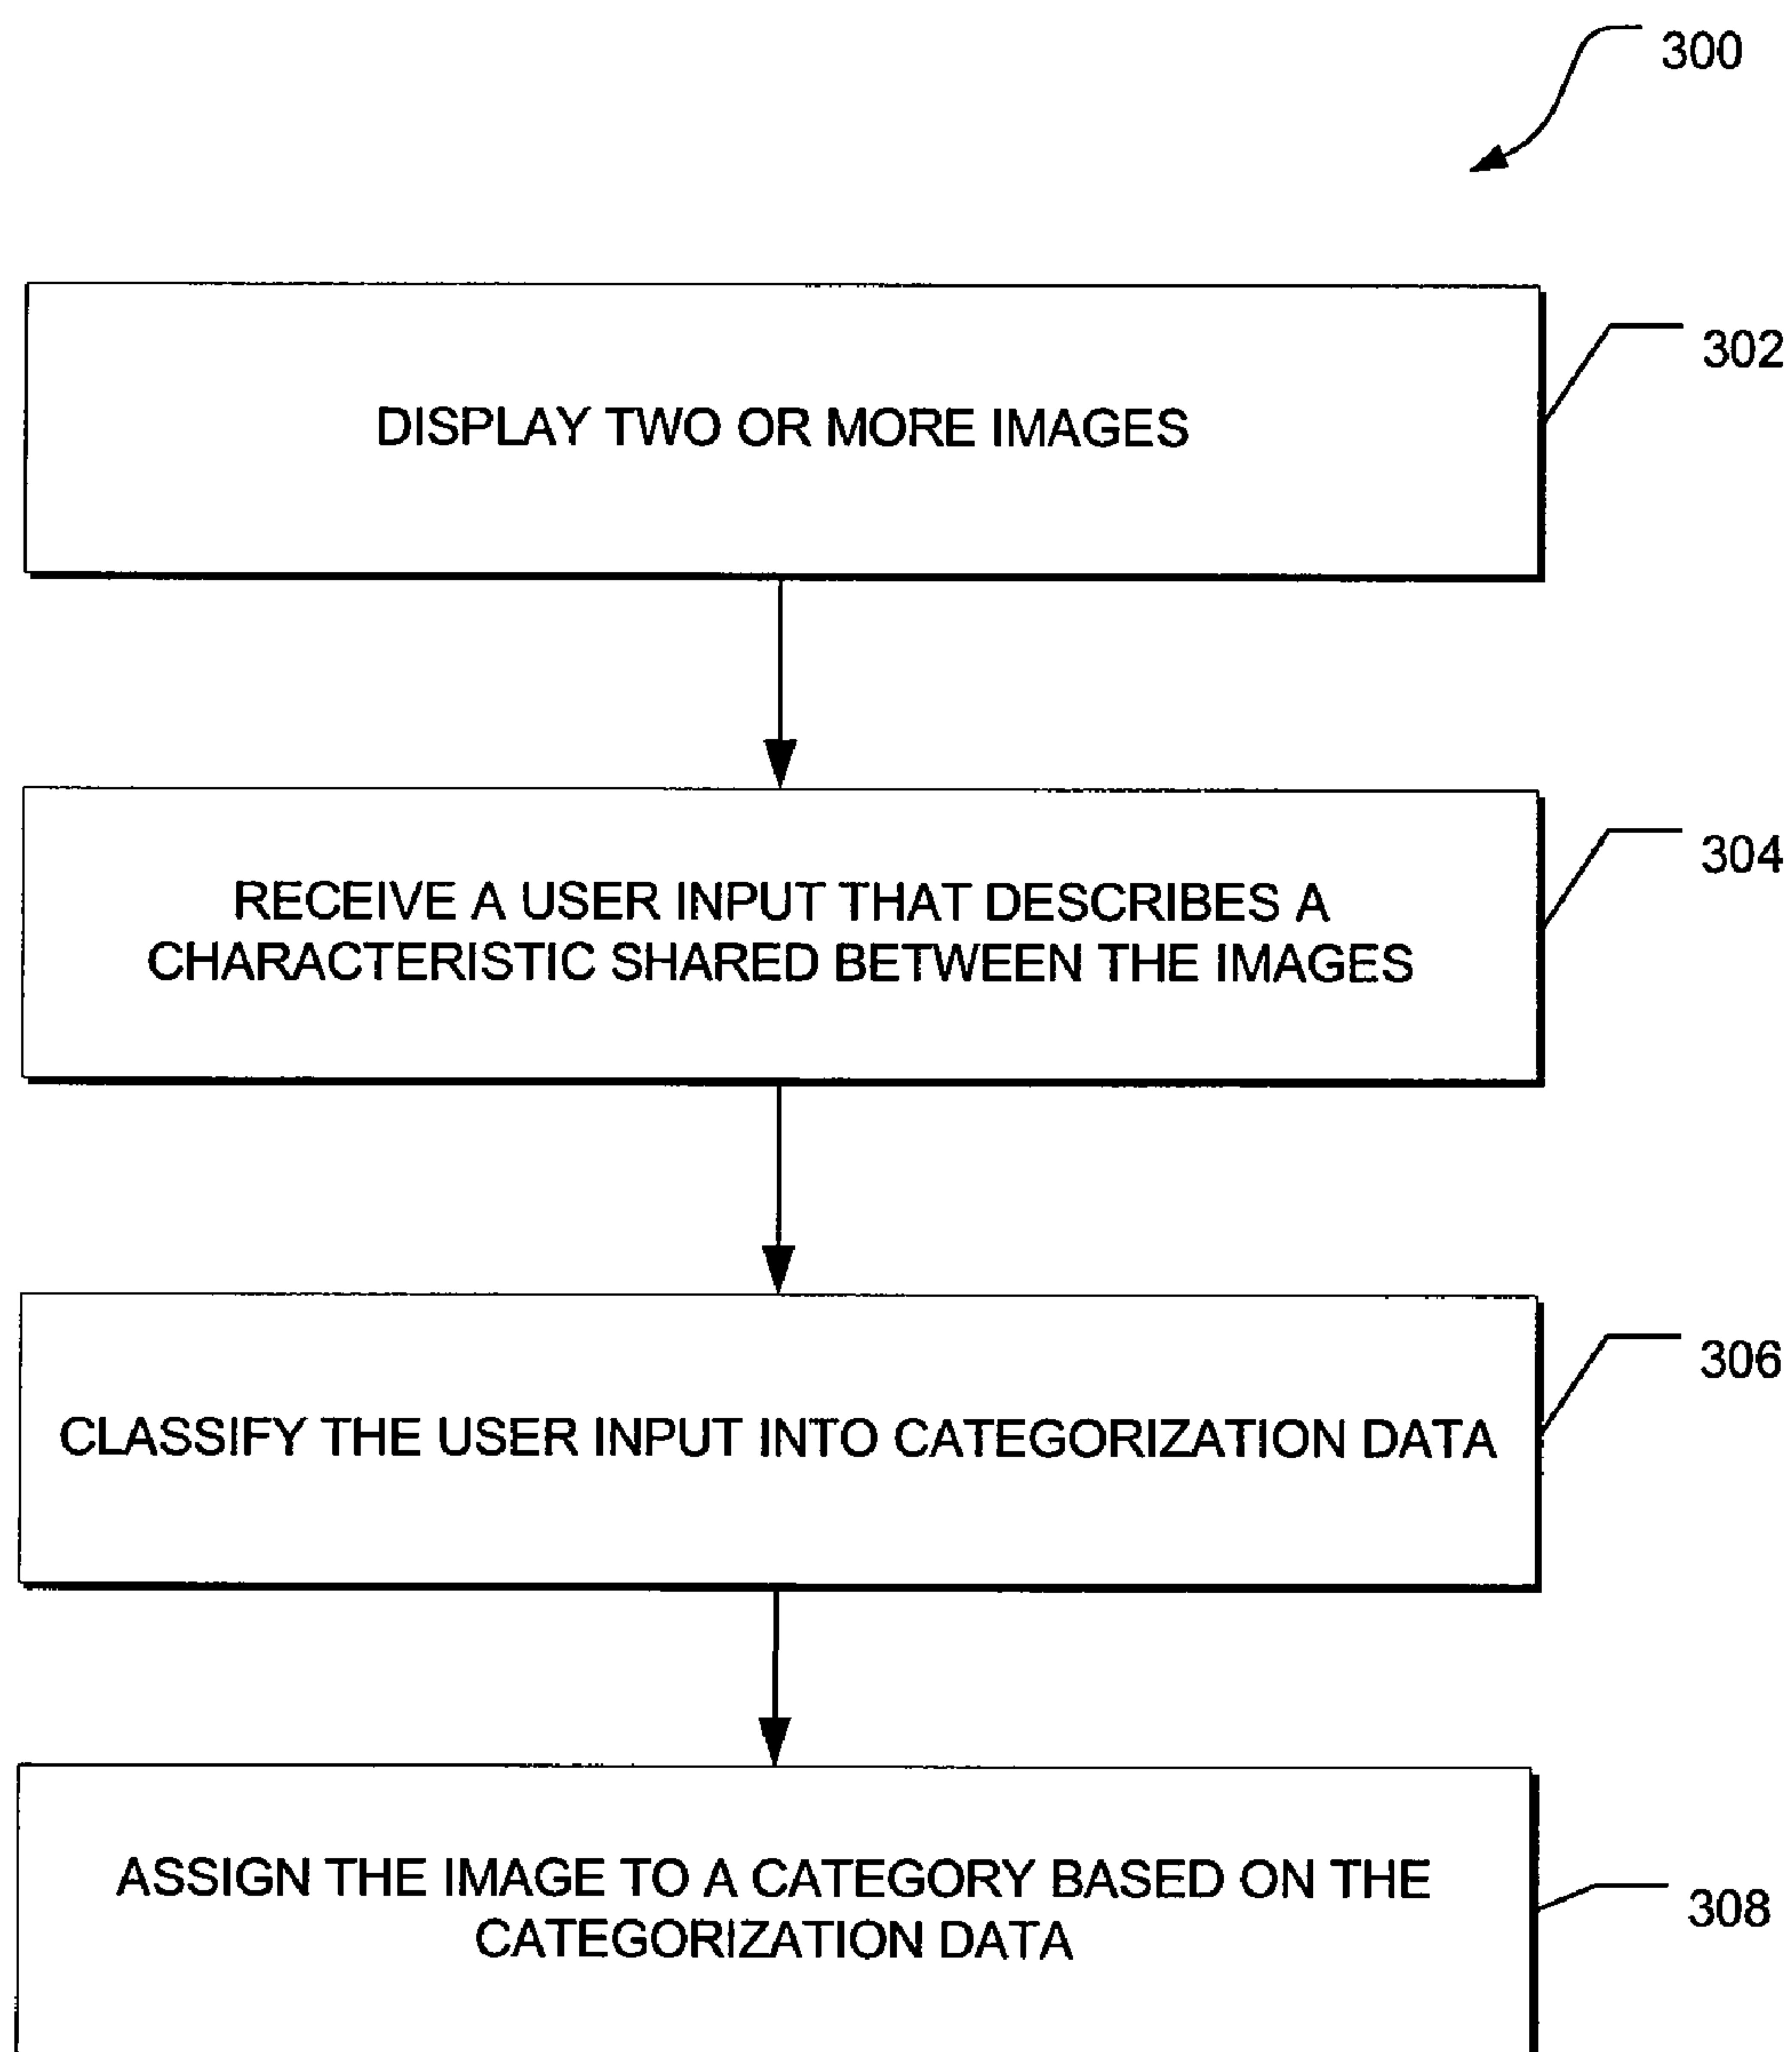 300
302
DISPLAY TWO OR MORE IMAGES
304
RECEIVE A USER INPUT THAT DESCRIBES A
CHARACTERISTIC SHARED BETWEEN THE IMAGES
306
CLASSIFY THE USER INPUT INTO CATEGORIZATION DATA
ASSIGN THE IMAGE TO A CATEGORY BASED ON THE
308
CATEGORIZATION DATA